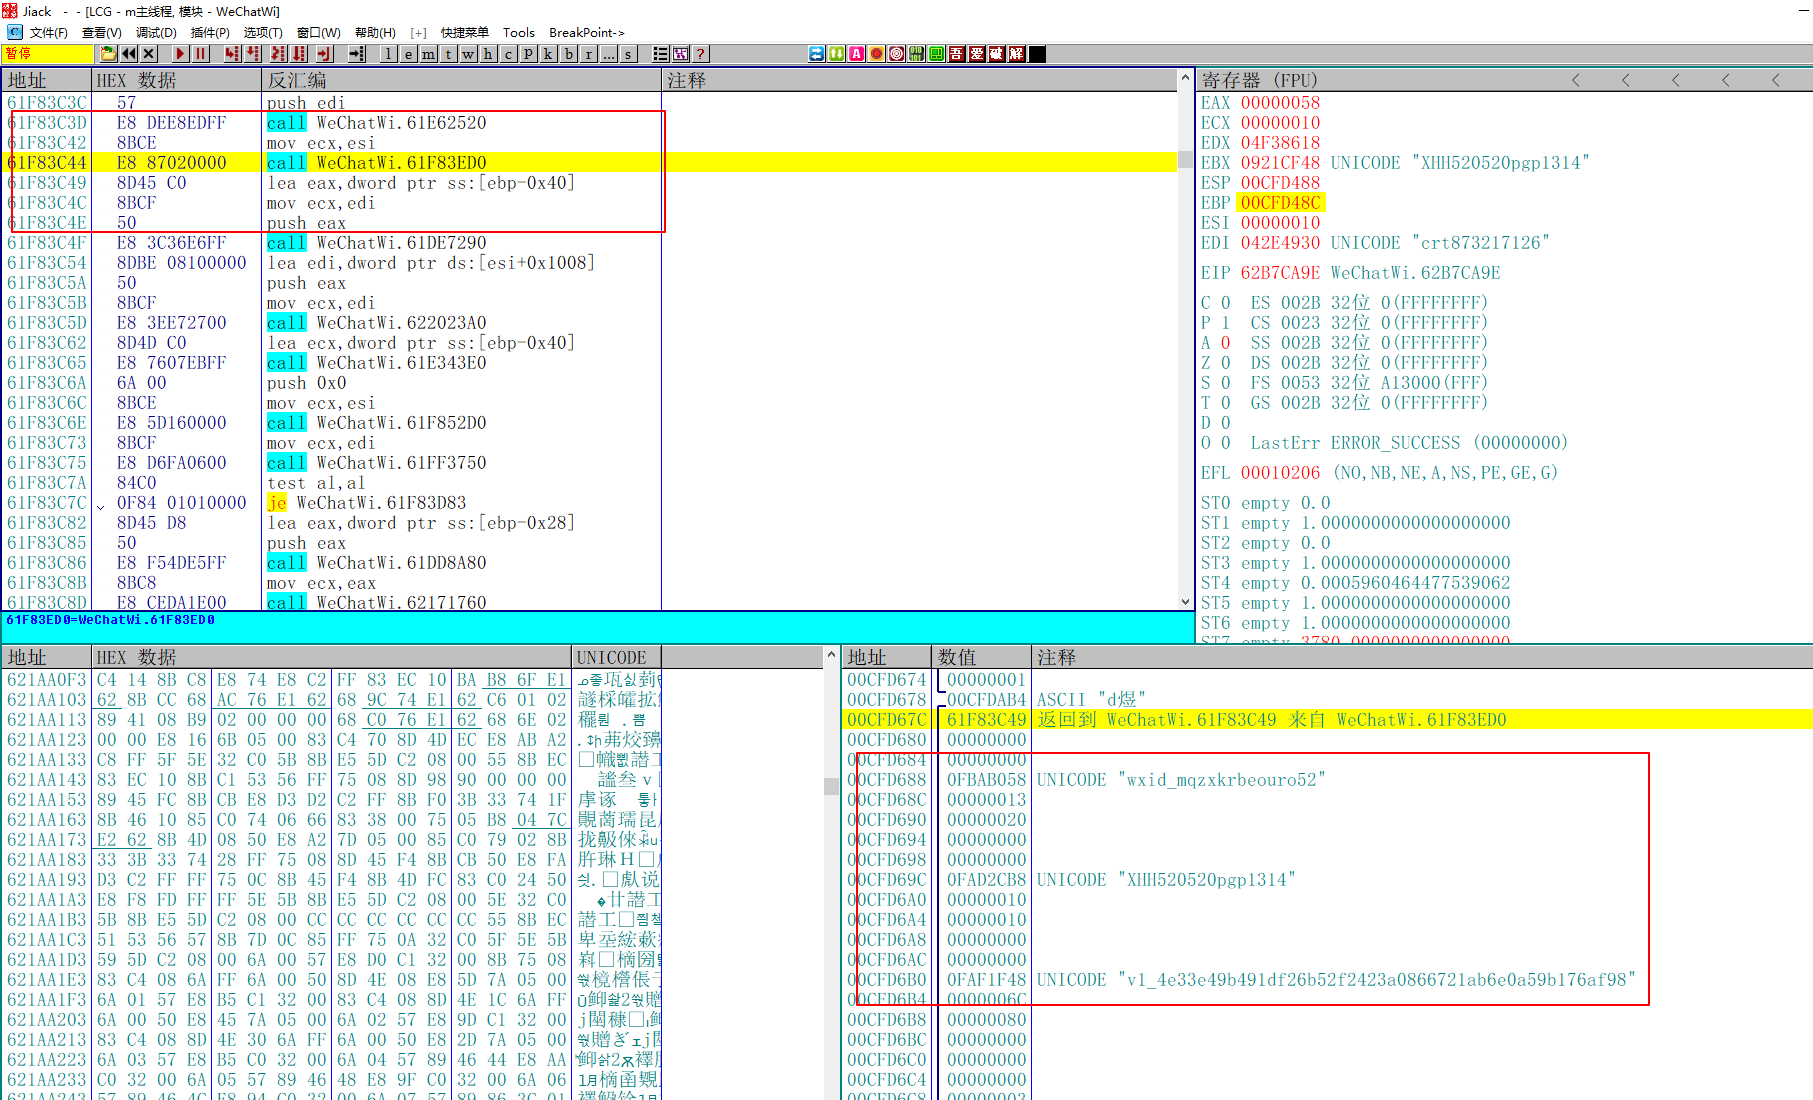 Jiack - - [LCG - m主线程, 模块 - WeChatWi]
文件(F) 查看(V) 调试(D) 插件(P) 选项(T) 窗口(W) 帮助(H) [+] 快捷菜单 Tools BreakPoint->
暂停 l e m t w h c p k b r ... s ? 吾 爱 破 解
地址 HEX 数据 反汇编 注释
61F83C3C 57 push edi
61F83C3D E8 DEE8EDFF call WeChatWi.61E62520
61F83C42 8BCE mov ecx,esi
61F83C44 E8 87020000 call WeChatWi.61F83ED0
61F83C49 8D45 C0 lea eax,dword ptr ss:[ebp-0x40]
61F83C4C 8BCF mov ecx,edi
61F83C4E 50 push eax
61F83C4F E8 3C36E6FF call WeChatWi.61DE7290
61F83C54 8DBE 08100000 lea edi,dword ptr ds:[esi+0x1008]
61F83C5A 50 push eax
61F83C5B 8BCF mov ecx,edi
61F83C5D E8 3EE72700 call WeChatWi.622023A0
61F83C62 8D4D C0 lea ecx,dword ptr ss:[ebp-0x40]
61F83C65 E8 7607EBFF call WeChatWi.61E343E0
61F83C6A 6A 00 push 0x0
61F83C6C 8BCE mov ecx,esi
61F83C6E E8 5D160000 call WeChatWi.61F852D0
61F83C73 8BCF mov ecx,edi
61F83C75 E8 D6FA0600 call WeChatWi.61FF3750
61F83C7A 84C0 test al,al
61F83C7C 0F84 01010000 je WeChatWi.61F83D83
61F83C82 8D45 D8 lea eax,dword ptr ss:[ebp-0x28]
61F83C85 50 push eax
61F83C86 E8 F54DE5FF call WeChatWi.61DD8A80
61F83C8B 8BC8 mov ecx,eax
61F83C8D E8 CEDA1E00 call WeChatWi.62171760
61F83ED0=WeChatWi.61F83ED0
寄存器 (FPU) < < < < <
EAX 00000058
ECX 00000010
EDX 04F38618
EBX 0921CF48 UNICODE "XHH520520pgp1314"
ESP 00CFD488
EBP 00CFD48C
ESI 00000010
EDI 042E4930 UNICODE "crt873217126"
EIP 62B7CA9E WeChatWi.62B7CA9E
C 0 ES 002B 32位 0(FFFFFFFF)
P 1 CS 0023 32位 0(FFFFFFFF)
A 0 SS 002B 32位 0(FFFFFFFF)
Z 0 DS 002B 32位 0(FFFFFFFF)
S 0 FS 0053 32位 A13000(FFF)
T 0 GS 002B 32位 0(FFFFFFFF)
D 0
O 0 LastErr ERROR_SUCCESS (00000000)
EFL 00010206 (NO,NB,NE,A,NS,PE,GE,G)
ST0 empty 0.0
ST1 empty 1.0000000000000000000
ST2 empty 0.0
ST3 empty 1.0000000000000000000
ST4 empty 0.0005960464477539062
ST5 empty 1.0000000000000000000
ST6 empty 1.0000000000000000000
ST7 empty 3780.0000000000000000
地址 HEX 数据 UNICODE
621AA0F3 C4 14 8B C8 E8 74 E8 C2 FF 83 EC 10 BA B8 6F E1
621AA103 62 8B CC 68 AC 76 E1 62 68 9C 74 E1 62 C6 01 02
621AA113 89 41 08 B9 02 00 00 00 68 C0 76 E1 62 68 6E 02
621AA123 00 00 E8 16 6B 05 00 83 C4 70 8D 4D EC E8 AB A2
621AA133 C8 FF 5F 5E 32 C0 5B 8B E5 5D C2 08 00 55 8B EC
621AA143 83 EC 10 8B C1 53 56 FF 75 08 8D 98 90 00 00 00
621AA153 89 45 FC 8B CB E8 D3 D2 C2 FF 8B F0 3B 33 74 1F
621AA163 8B 46 10 85 C0 74 06 66 83 38 00 75 05 B8 04 7C
621AA173 E2 62 8B 4D 08 50 E8 A2 7D 05 00 85 C0 79 02 8B
621AA183 33 3B 33 74 28 FF 75 08 8D 45 F4 8B CB 50 E8 FA
621AA193 D3 C2 FF FF 75 0C 8B 45 F4 8B 4D FC 83 C0 24 50
621AA1A3 E8 F8 FD FF FF 5E 5B 8B E5 5D C2 08 00 5E 32 C0
621AA1B3 5B 8B E5 5D C2 08 00 CC CC CC CC CC CC 55 8B EC
621AA1C3 51 53 56 57 8B 7D 0C 85 FF 75 0A 32 C0 5F 5E 5B
621AA1D3 59 5D C2 08 00 6A 00 57 E8 D0 C1 32 00 8B 75 08
621AA1E3 83 C4 08 6A FF 6A 00 50 8D 4E 08 E8 5D 7A 05 00
621AA1F3 6A 01 57 E8 B5 C1 32 00 83 C4 08 8D 4E 1C 6A FF
621AA203 6A 00 50 E8 45 7A 05 00 6A 02 57 E8 9D C1 32 00
621AA213 83 C4 08 8D 4E 30 6A FF 6A 00 50 E8 2D 7A 05 00
621AA223 6A 03 57 E8 B5 C0 32 00 6A 04 57 89 46 44 E8 AA
621AA233 C0 32 00 6A 05 57 89 46 48 E8 9F C0 32 00 6A 06
地址 数值 注释
00CFD674 00000001
00CFD678 00CFDAB4 ASCII "d煜"
00CFD67C 61F83C49 返回到 WeChatWi.61F83C49 来自 WeChatWi.61F83ED0
00CFD680 00000000
00CFD684 00000000
00CFD688 0FBAB058 UNICODE "wxid_mqzxkrbeouro52"
00CFD68C 00000013
00CFD690 00000020
00CFD694 00000000
00CFD698 00000000
00CFD69C 0FAD2CB8 UNICODE "XHH520520pgp1314"
00CFD6A0 00000010
00CFD6A4 00000010
00CFD6A8 00000000
00CFD6AC 00000000
00CFD6B0 0FAF1F48 UNICODE "v1_4e33e49b491df26b52f2423a0866721ab6e0a59b176af98"
00CFD6B4 0000006C
00CFD6B8 00000080
00CFD6BC 00000000
00CFD6C0 00000000
00CFD6C4 00000000
00CFD6C8 00000003